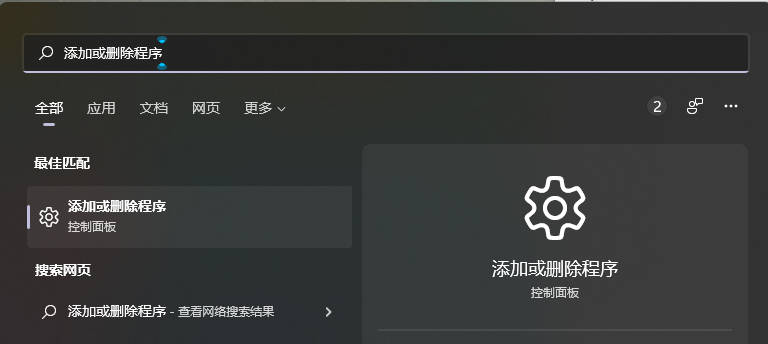 添加或删除程序
全部 应用 文档 网页 更多 2 ...
最佳匹配
添加或删除程序
控制面板
搜索网页
添加或删除程序 - 查看网络搜索结果
添加或删除程序
控制面板